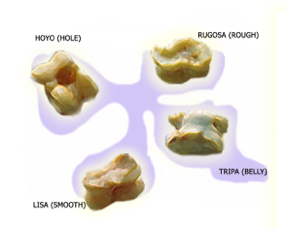 HOYO (HOLE)
RUGOSA (ROUGH)
TRIPA (BELLY)
LISA (SMOOTH)